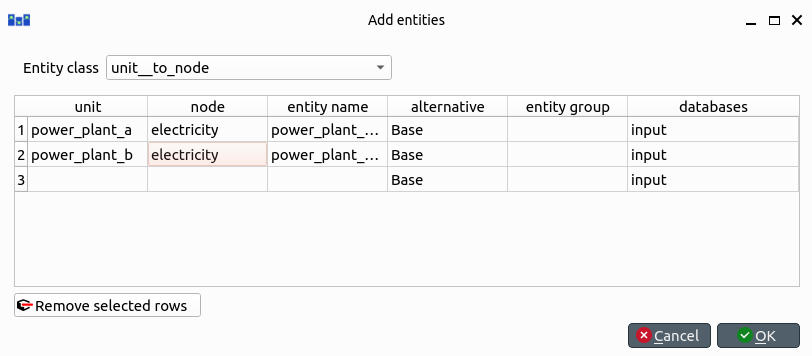 Add entities
Entity class unit__to_node
unit node entity name alternative entity group databases
1 power_plant_a electricity power_plant_... Base input
2 power_plant_b electricity power_plant_... Base input
3 Base input
Remove selected rows
Cancel OK